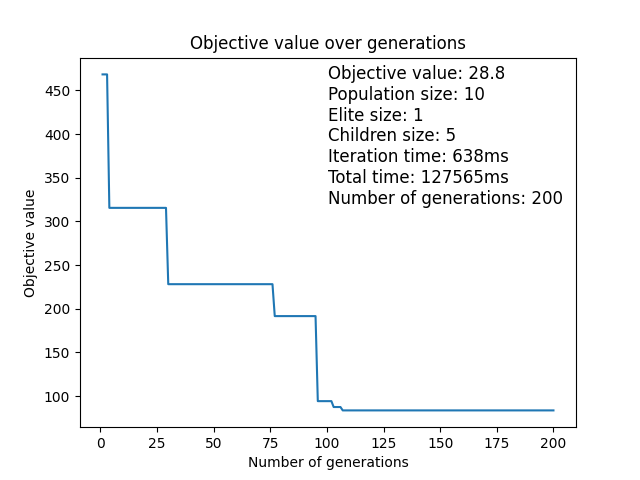 Objective value over generations
Objective value: 28.8
Population size: 10
Elite size: 1
Children size: 5
Iteration time: 638ms
Total time: 127565ms
Number of generations: 200
Objective value
450
400
350
300
250
200
150
100
0 25 50 75 100 125 150 175 200
Number of generations